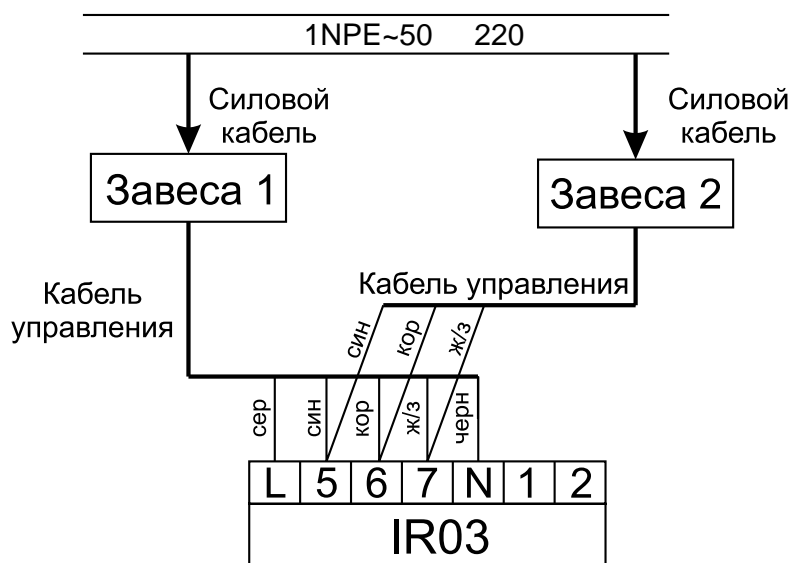 1NPE~50 220
Силовой
кабель
Силовой
кабель
Завеса 1
Завеса 2
Кабель управления
Кабель
управления
син
кор
ж/з
сер
син
кор
ж/з
черн
L 5 6 7 N 1 2
IR03